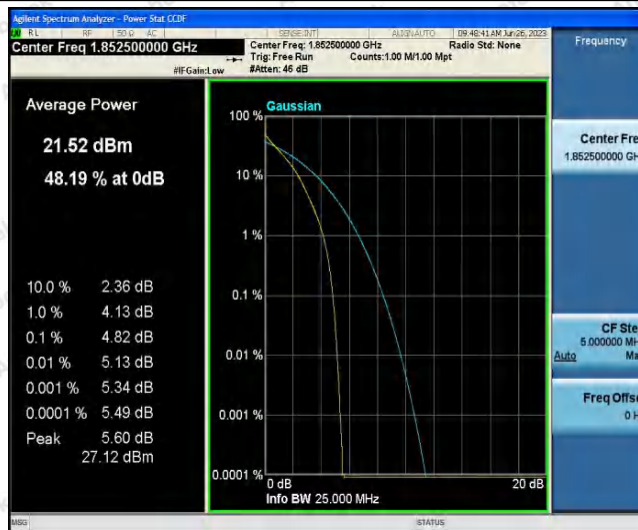 Agilent Spectrum Analyzer - Power Stat CCDF
RL RF 50 Ω AC SENSE:INT ALIGN AUTO 09:48:41 AM Jun 26, 2023
Center Freq 1.852500000 GHz
Center Freq: 1.852500000 GHz Radio Std: None
Trig: Free Run Counts:1.00 M/1.00 Mpt
#IFGain:Low #Atten: 46 dB
Frequency
Average Power
21.52 dBm
48.19 % at 0dB
10.0 % 2.36 dB
1.0 % 4.13 dB
0.1 % 4.82 dB
0.01 % 5.13 dB
0.001 % 5.34 dB
0.0001 % 5.49 dB
Peak 5.60 dB
27.12 dBm
Gaussian
100 %
10 %
1 %
0.1 %
0.01 %
0.001 %
0.0001 %
0 dB 20 dB
Info BW 25.000 MHz
Center Fre
1.852500000 GH
CF Ste
5.000000 MH
Auto Ma
Freq Offs
0 H
MSG STATUS